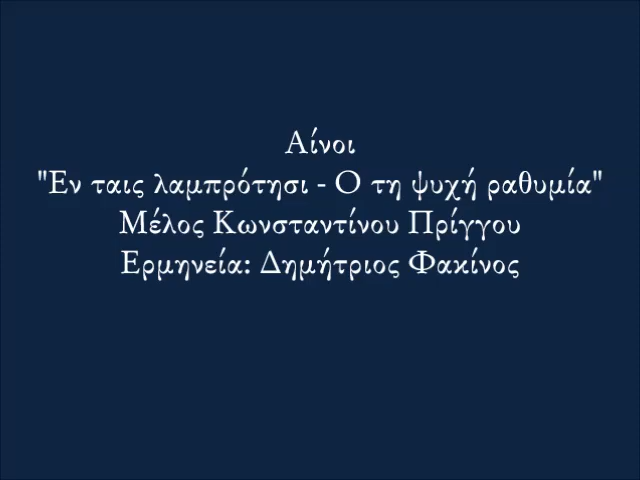 Αίνοι
"Εν ταις λαμπρότησι - Ο τη ψυχή ραθυμία"
Μέλος Κωνσταντίνου Πρίγγου
Ερμηνεία: Δημήτριος Φακίνος